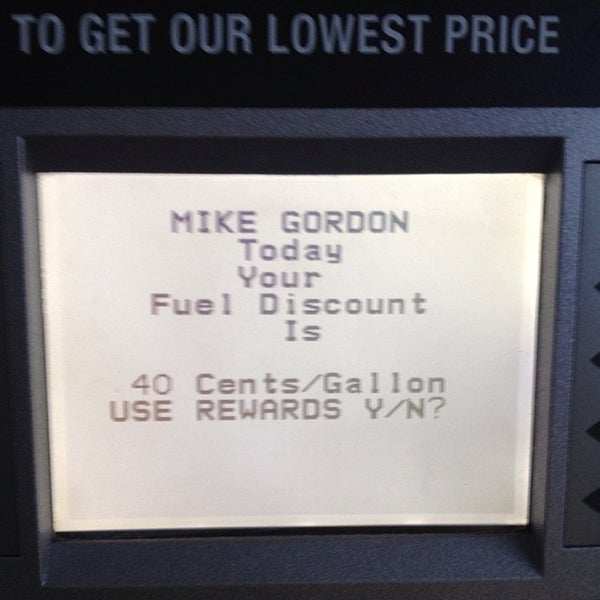 TO GET OUR LOWEST PRICE
MIKE GORDON
Today
Your
Fuel Discount
Is
40 Cents/Gallon
USE REWARDS Y/N?